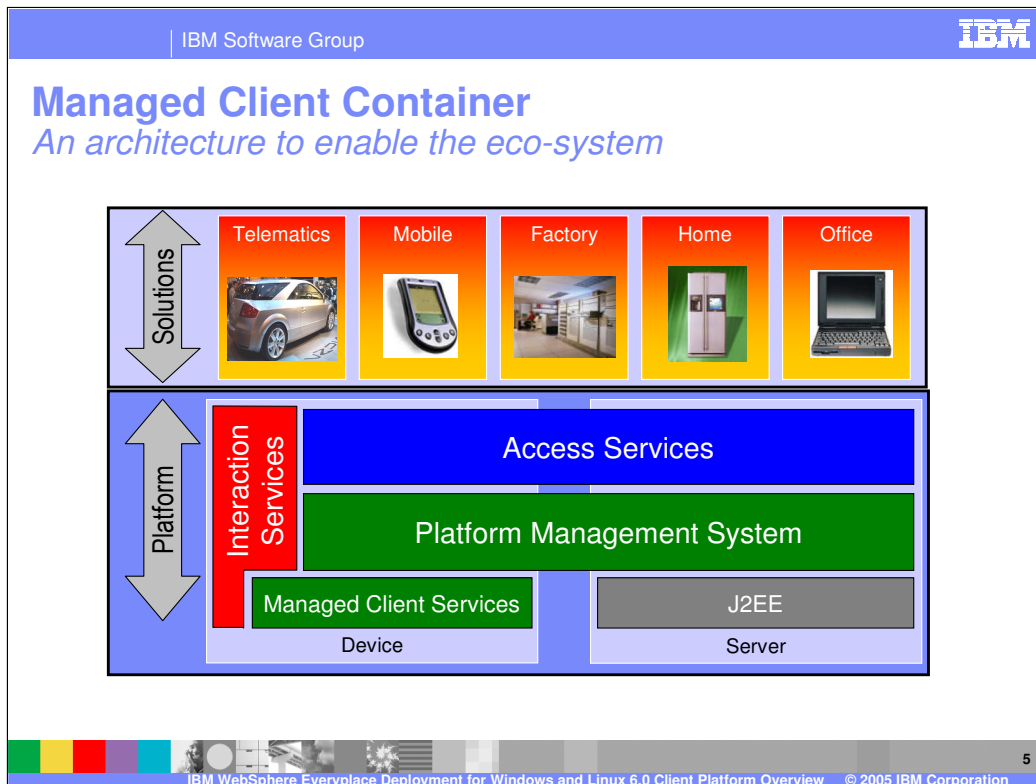 IBM Software Group
IBM
Managed Client Container
An architecture to enable the eco-system
Solutions
Telematics
Mobile
Factory
Home
Office
Platform
Interaction
Services
Access Services
Platform Management System
Managed Client Services
J2EE
Device
Server
5
IBM WebSphere Everyplace Deployment for Windows and Linux 6.0 Client Platform Overview © 2005 IBM Corporation